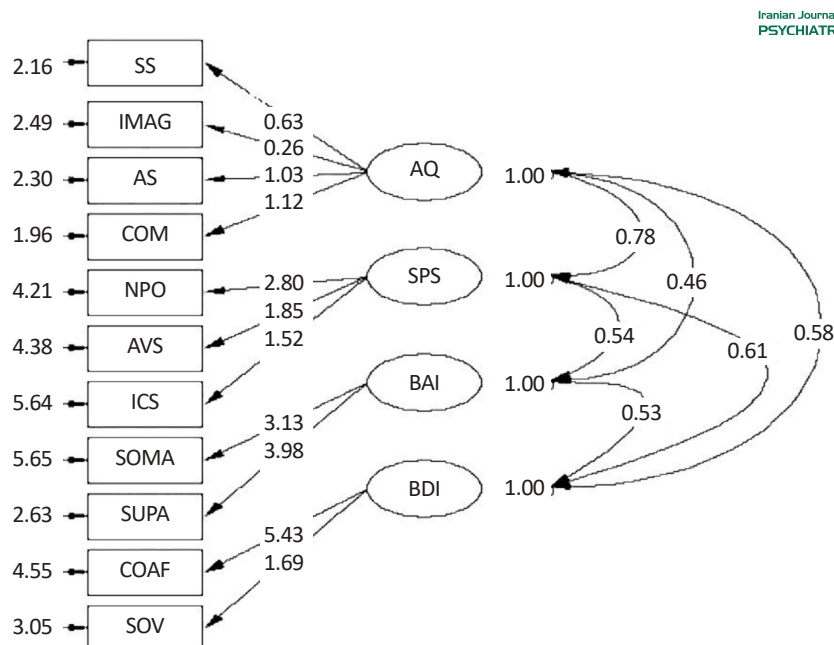 Iranian Journa
PSYCHIATR
2.16 SS
0.63
2.49 IMAG
0.26
AQ 1.00
2.30 AS
1.03
1.96 COM
1.12
0.78
4.21 NPO
2.80
SPS 1.00
0.46
1.85
4.38 AVS
1.52
0.54
0.61
0.58
5.64 ICS
BAI 1.00
3.13
0.53
5.65 SOMA
3.98
2.63 SUPA
BDI 1.00
5.43
4.55 COAF
1.69
3.05 SOV